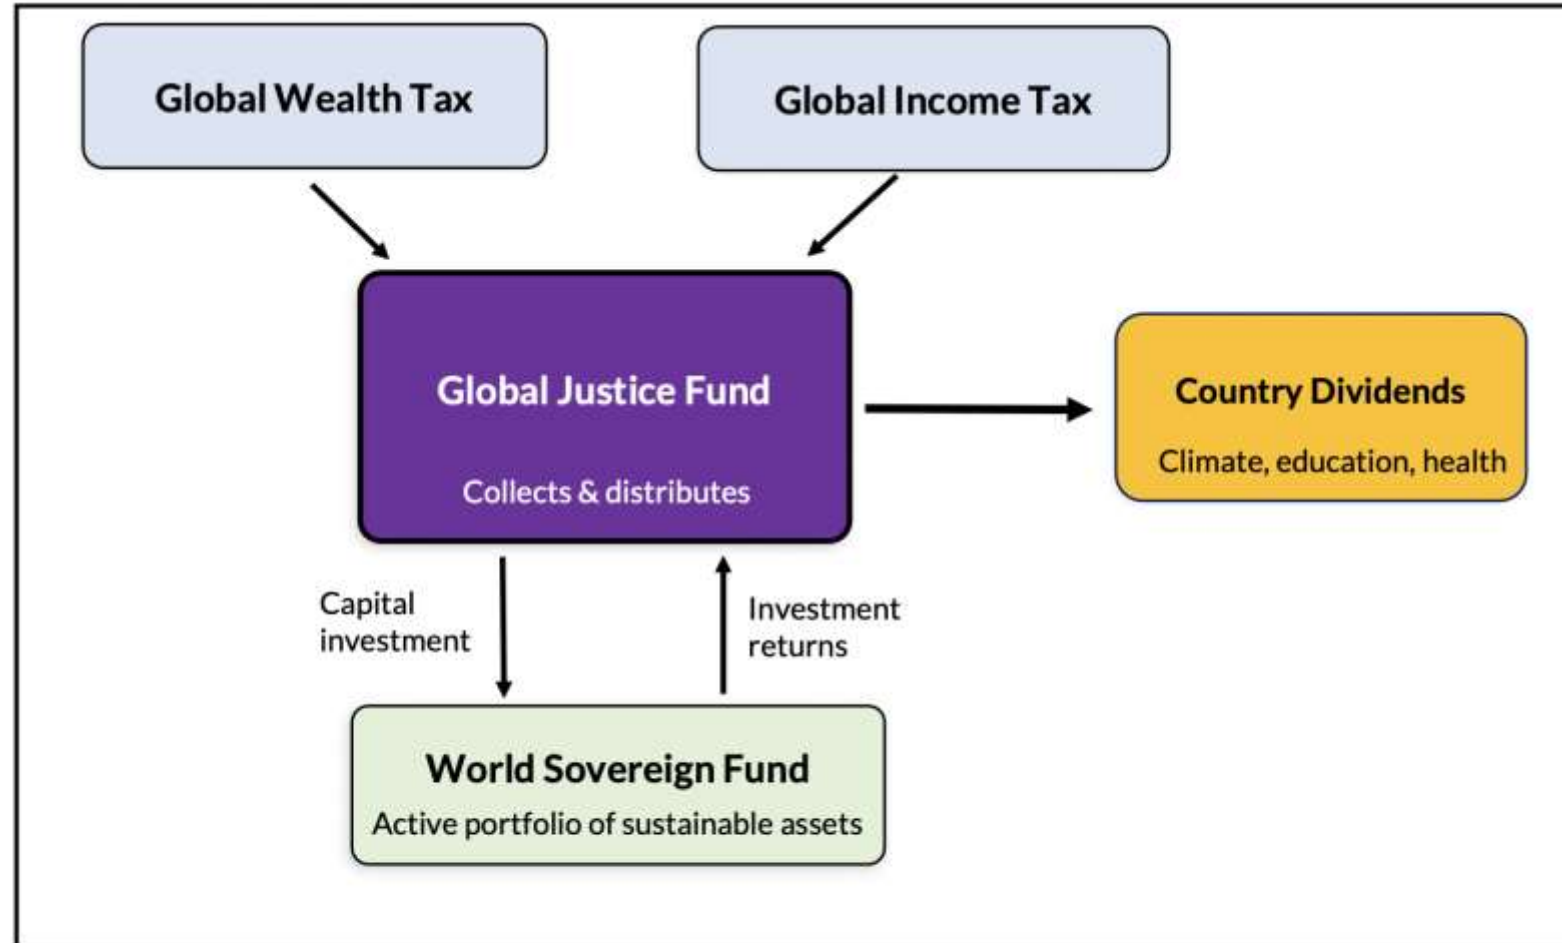 Global Wealth Tax
Global Income Tax
Global Justice Fund
Collects & distributes
Country Dividends
Climate, education, health
Capital
investment
Investment
returns
World Sovereign Fund
Active portfolio of sustainable assets